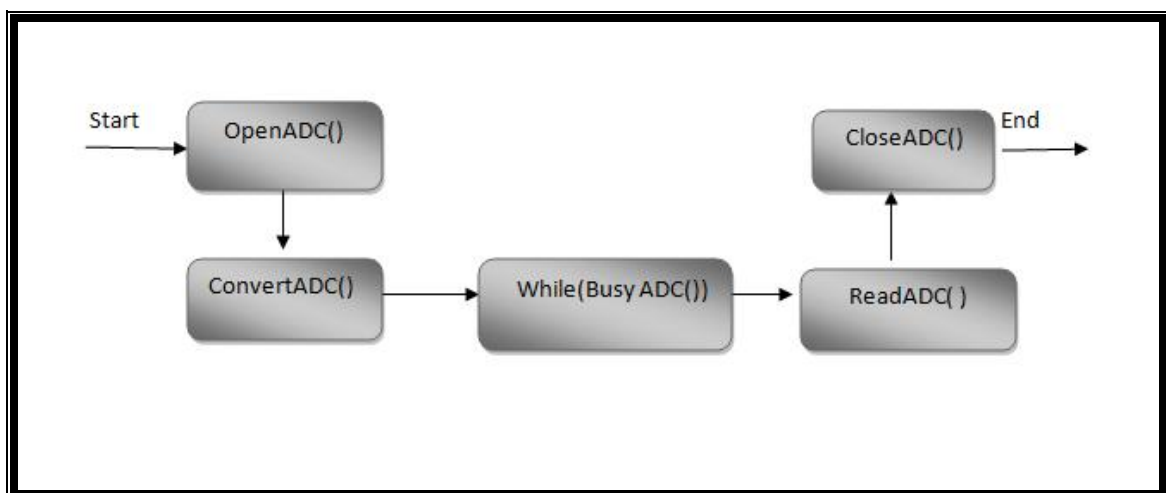 Start
OpenADC()
ConvertADC()
While(Busy ADC())
ReadADC( )
CloseADC()
End